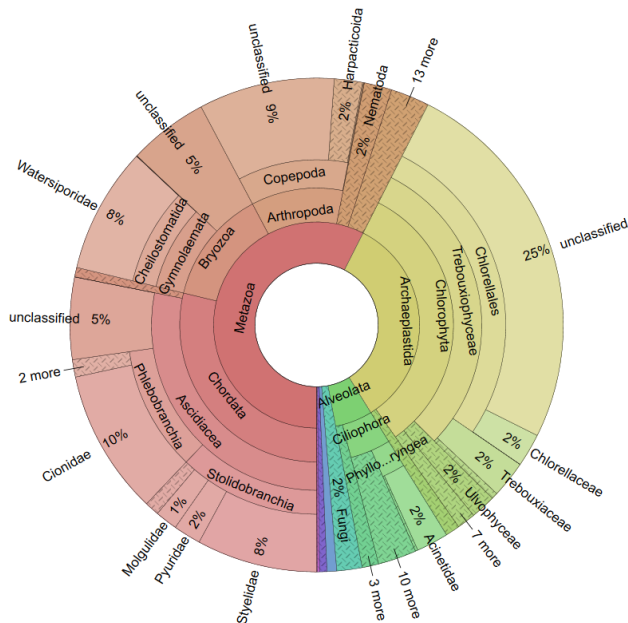 unclassified
9%
Harpacticoida
2%
Nematoda
2%
13 more
unclassified
5%
Copepoda
Arthropoda
Watersiporidae
8%
Cheilostomatida
Gymnolaemata
Bryozoa
Metazoa
Archaeplastida
Chlorophyta
Trebouxiophyceae
Chlorellales
25%
unclassified
unclassified
5%
2 more
Phlebobranchia
Ascidiacea
Chordata
Cionidae
10%
Stolidobranchia
Molgulidae
1%
Pyuridae
2%
Styelidae
8%
Alveolata
Ciliophora
Phyllo...ryngea
Fungi
2%
3 more
10 more
Acinetidae
2%
7 more
Ulvophyceae
2%
Trebouxiaceae
2%
Chlorellaceae
2%